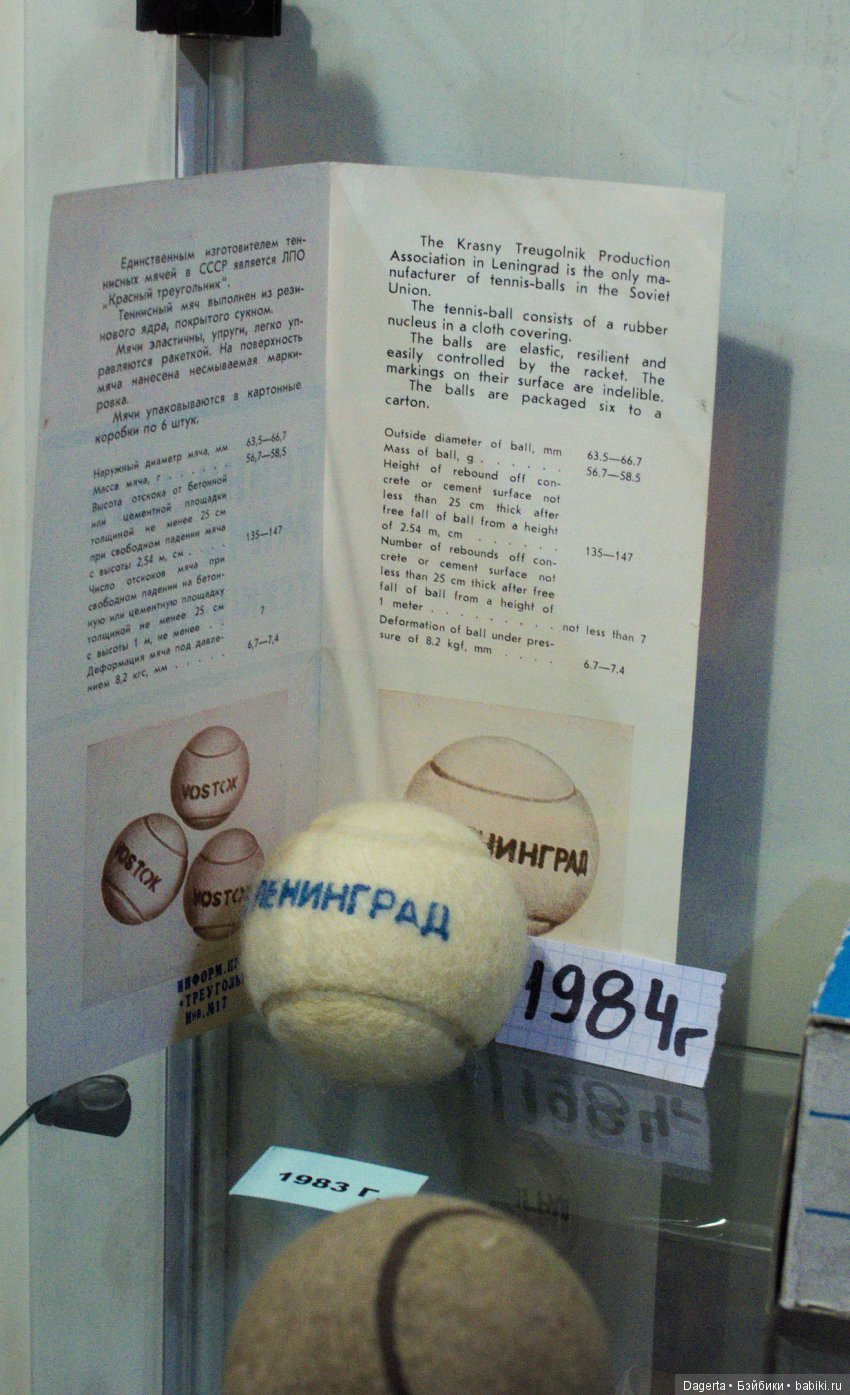 Единственным изготовителем тен-
нисных мячей в СССР является ЛПО
„Красный треугольник".
Теннисный мяч выполнен из рези-
нового ядра, покрытого сукном.
Мячи эластичны, упруги, легко уп-
равляются ракеткой. На поверхность
мяча нанесена несмываемая марки-
ровка.
Мячи упаковываются в картонные
коробки по 6 штук.
Наружный диаметр мяча, мм 63,5—66,7
Масса мяча, г . . . . . . 56,7—58,5
Высота отскока от бетонной
или цементной площадки
толщиной не менее 25 см
при свободном падении мяча
с высоты 2,54 м, см . . . . 135—147
Число отскоков мяча при
свободном падении на бетон-
ную или цементную площадку
толщиной не менее 25 см
с высоты 1 м, не менее . . 7
Деформация мяча под давле-
нием 8,2 кгс, мм . . . . . . 6,7—7,4
VOSTOK
VOSTOK
VOSTOK
ИНФОРМ.
Инв.№17
The Krasny Treugolnik Production
Association in Leningrad is the only ma-
nufacturer of tennis-balls in the Soviet
Union.
The tennis-ball consists of a rubber
nucleus in a cloth covering.
The balls are elastic, resilient and
easily controlled by the racket. The
markings on their surface are indelible.
The balls are packaged six to a
carton.
Outside diameter of ball, mm 63.5—66.7
Mass of ball, g . . . . . . 56.7—58.5
Height of rebound off con-
crete or cement surface not
less than 25 cm thick after
free fall of ball from a height
of 2.54 m, cm . . . . . . 135—147
Number of rebounds off con-
crete or cement surface not
less than 25 cm thick after free
fall of ball from a height of
1 meter . . . . . . . . . not less than 7
Deformation of ball under pres-
sure of 8.2 kgf, mm . . . . . 6.7—7.4
ЛЕНИНГРАД
1984г
1983 Г.
Dagerta • Бэйбики • babiki.ru